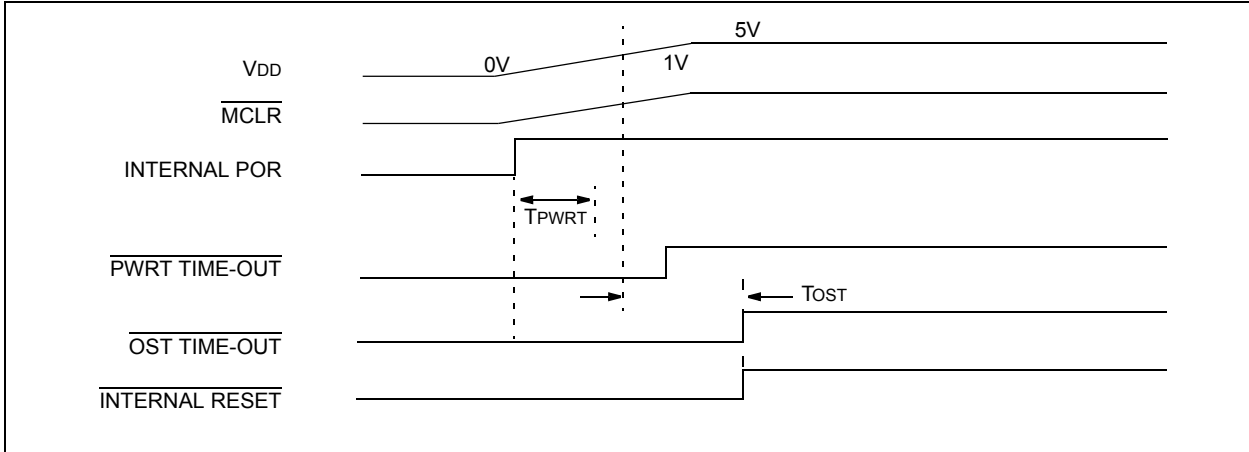 5V
0V
1V
VDD
MCLR
INTERNAL POR
TPWRT
PWRT TIME-OUT
TOST
OST TIME-OUT
INTERNAL RESET